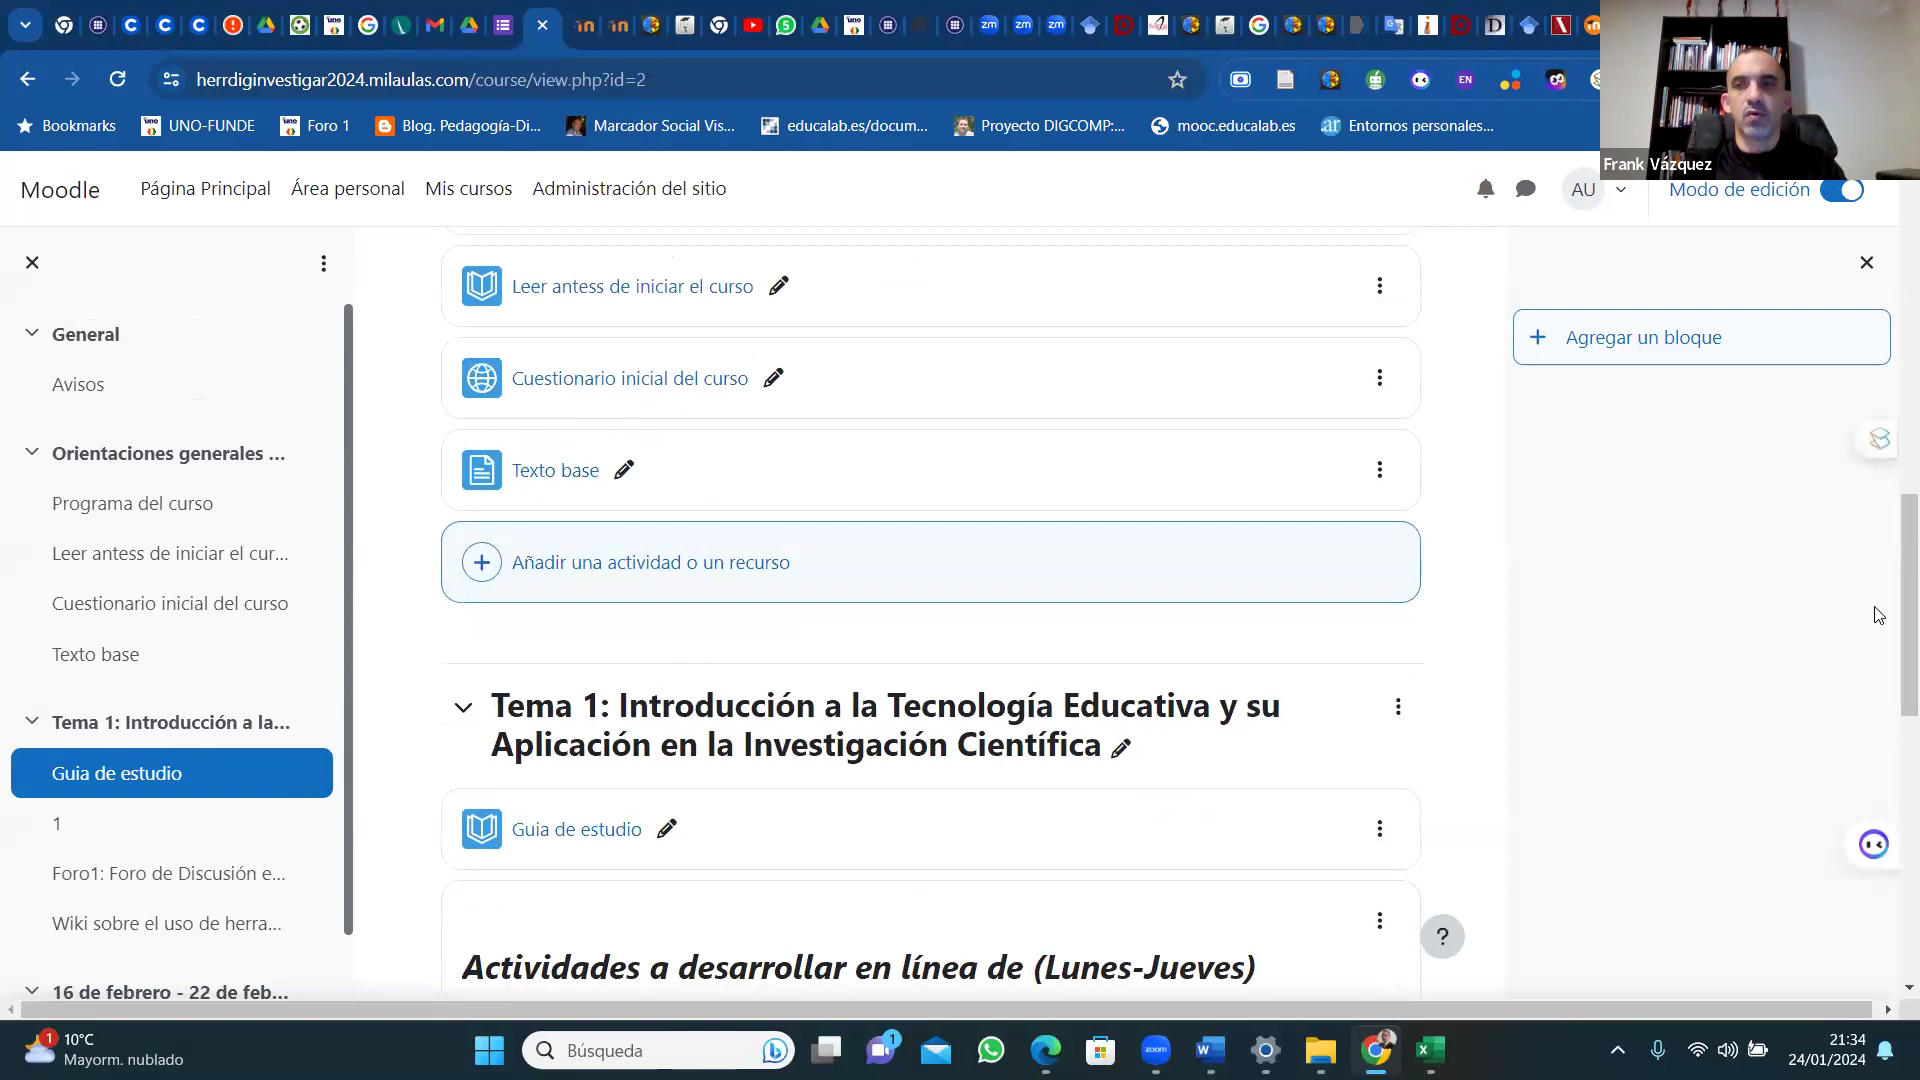 herrdiginvestigar2024.milaulas.com/course/view.php?id=2
EN
Bookmarks
UNO-FUNDE
Foro 1
Blog. Pedagogía-Di...
Marcador Social Vis...
educalab.es/docum...
Proyecto DIGCOMP:...
mooc.educalab.es
Entornos personales...
Frank Vázquez
Moodle
Página Principal
Área personal
Mis cursos
Administración del sitio
AU
Modo de edición
General
Avisos
Orientaciones generales ...
Programa del curso
Leer antess de iniciar el cur...
Cuestionario inicial del curso
Texto base
Tema 1: Introducción a la...
Guia de estudio
1
Foro1: Foro de Discusión e...
Wiki sobre el uso de herra...
16 de febrero - 22 de feb...
Leer antess de iniciar el curso
Cuestionario inicial del curso
Texto base
Añadir una actividad o un recurso
Tema 1: Introducción a la Tecnología Educativa y su
Aplicación en la Investigación Científica
Guia de estudio
Actividades a desarrollar en línea de (Lunes-Jueves)
Agregar un bloque
?
1
10°C
Mayorm. nublado
Búsqueda
1
zoom
21:34
24/01/2024